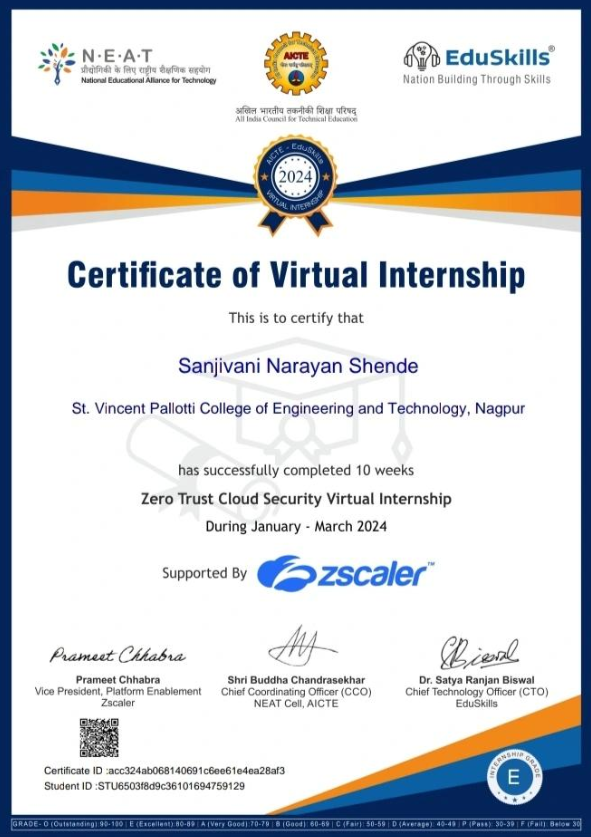 N·E·A·T
प्रौद्योगिकी के लिए राष्ट्रीय शैक्षणिक सहयोग
National Educational Alliance for Technology
AICTE
अखिल भारतीय तकनीकी शिक्षा परिषद्
All India Council for Technical Education
EduSkills®
Nation Building Through Skills
AICTE - EduSkills
2024
VIRTUAL INTERNSHIP
Certificate of Virtual Internship
This is to certify that
Sanjivani Narayan Shende
St. Vincent Pallotti College of Engineering and Technology, Nagpur
has successfully completed 10 weeks
Zero Trust Cloud Security Virtual Internship
During January - March 2024
Supported By zscaler™
Prameet Chhabra
Prameet Chhabra
Vice President, Platform Enablement
Zscaler
Shri Buddha Chandrasekhar
Chief Coordinating Officer (CCO)
NEAT Cell, AICTE
Dr. Satya Ranjan Biswal
Chief Technology Officer (CTO)
EduSkills
Certificate ID :acc324ab068140691c6ee61e4ea28af3
Student ID :STU6503f8d9c36101694759129
INTERNSHIP GRADE
E
GRADE- O (Outstanding):90-100 | E (Excellent):80-89 | A (Very Good):70-79 | B (Good): 60-69 | C (Fair): 50-59 | D (Average): 40-49 | P (Pass): 30-39 | F (Fail): Below 30